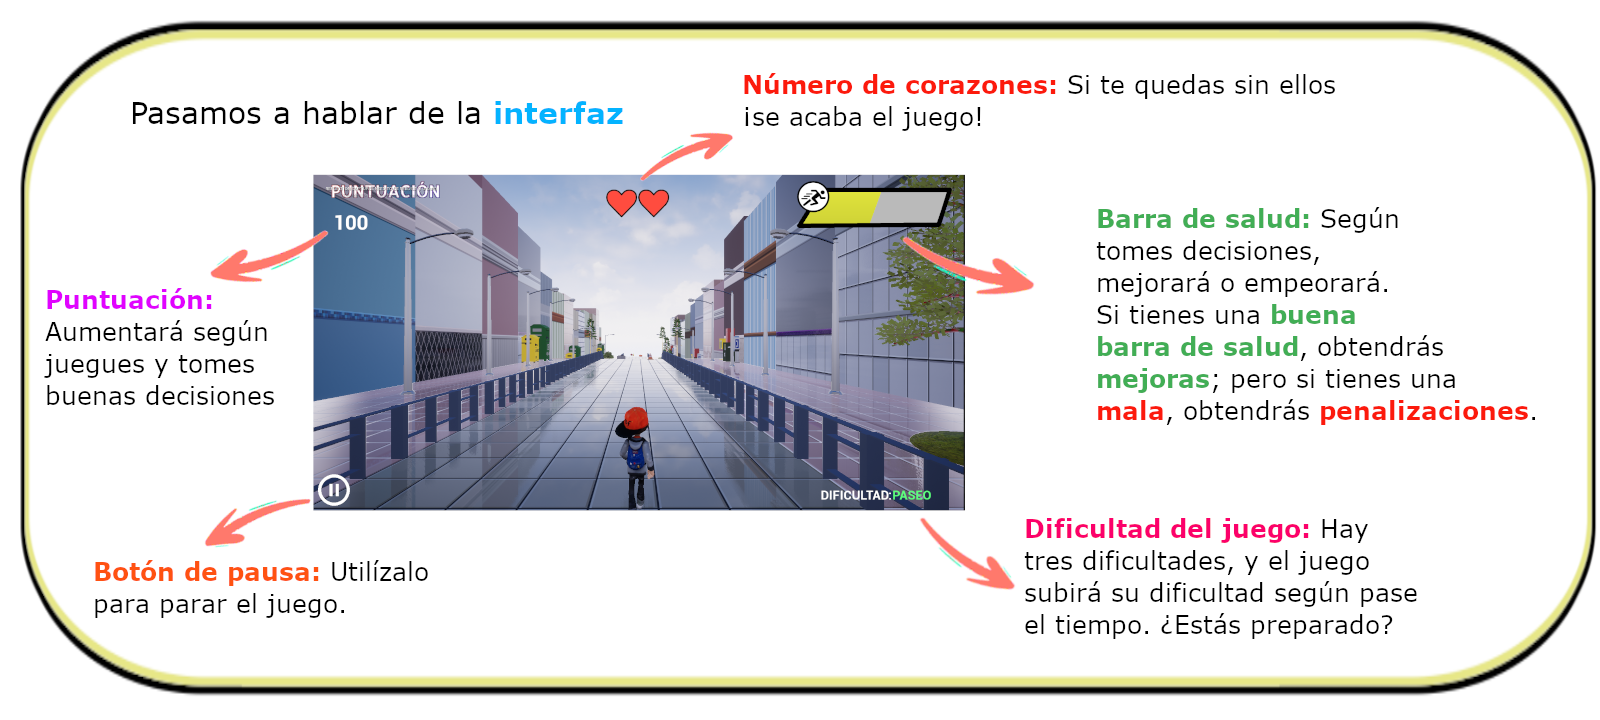 Pasamos a hablar de la interfaz
Número de corazones: Si te quedas sin ellos
¡se acaba el juego!
PUNTUACIÓN
100
Puntuación:
Aumentará según
juegues y tomes
buenas decisiones
Barra de salud: Según
tomes decisiones,
mejorará o empeorará.
Si tienes una buena
barra de salud, obtendrás
mejoras; pero si tienes una
mala, obtendrás penalizaciones.
DIFICULTAD:PASEO
Botón de pausa: Utilízalo
para parar el juego.
Dificultad del juego: Hay
tres dificultades, y el juego
subirá su dificultad según pase
el tiempo. ¿Estás preparado?